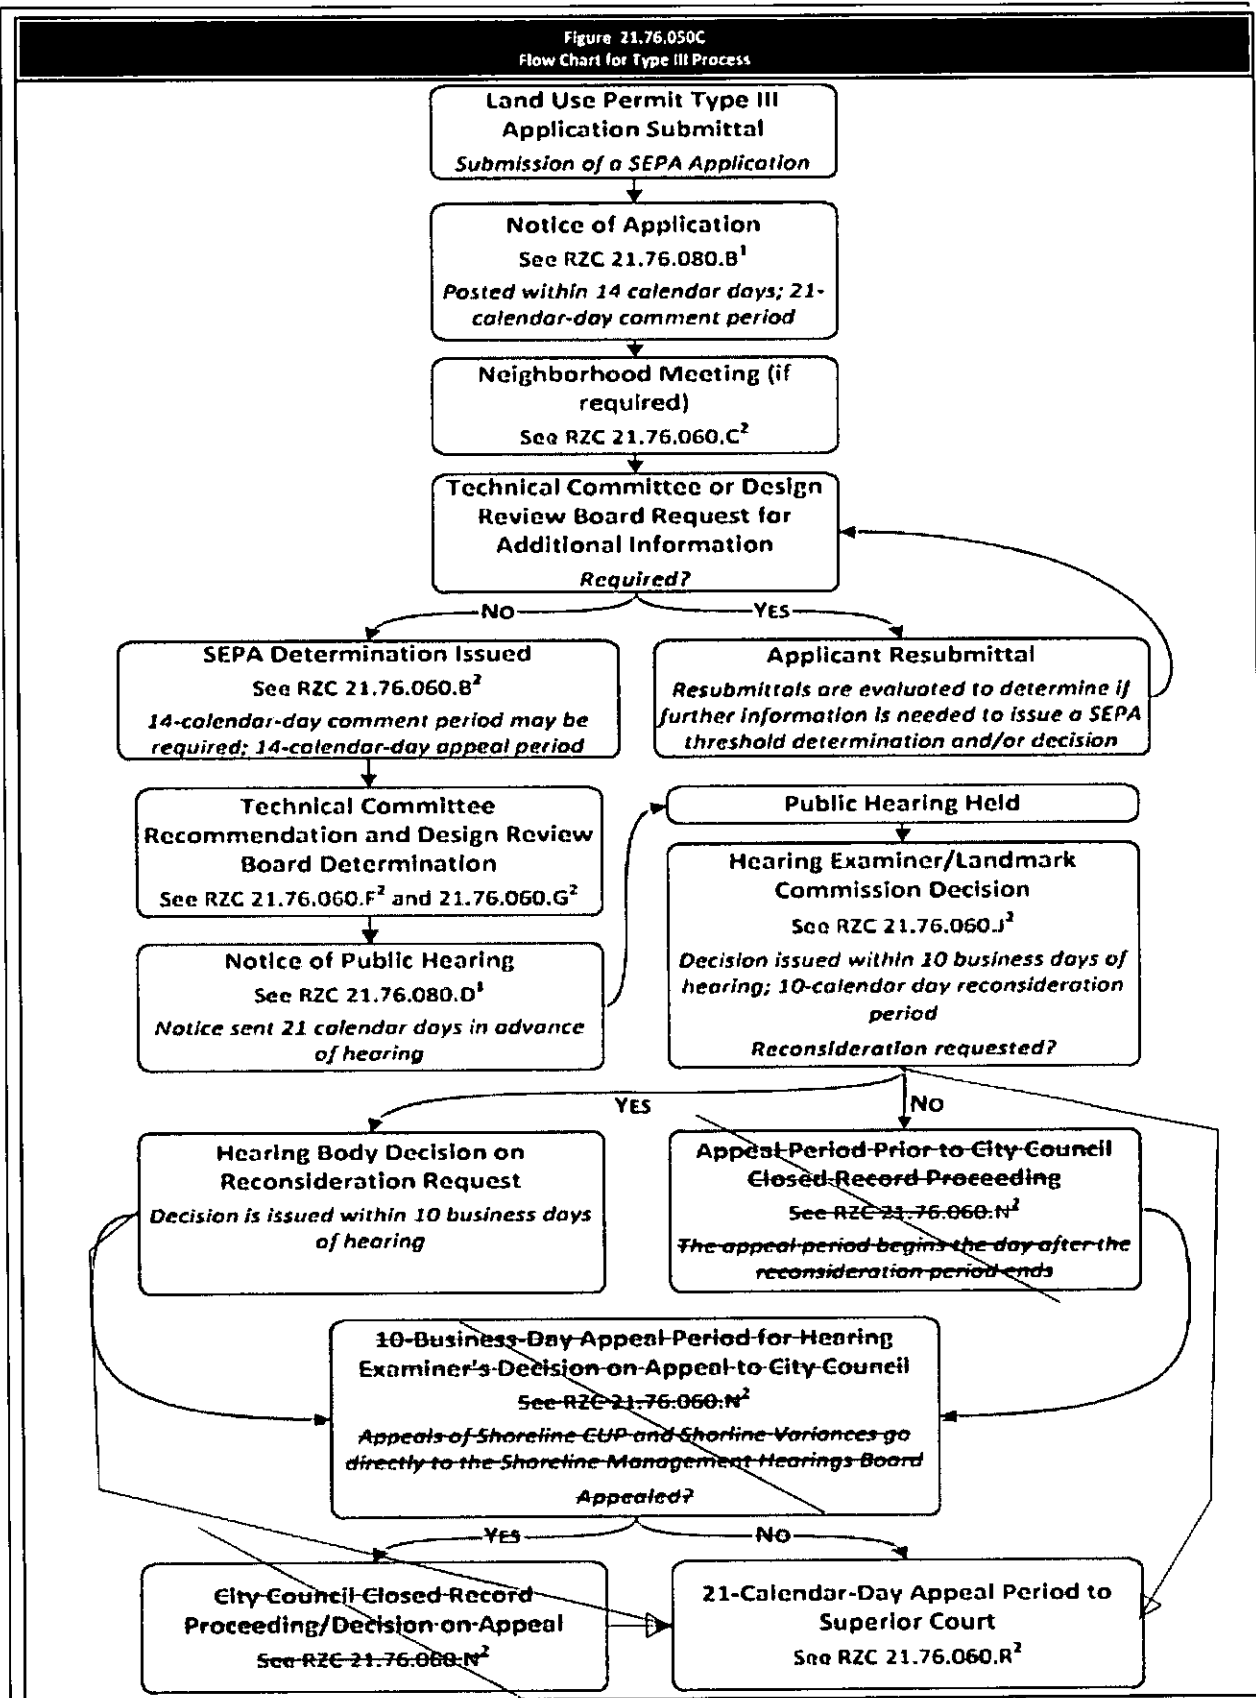 Figure 21.76.050C
Flow Chart for Type III Process
Land Use Permit Type III
Application Submittal
Submission of a SEPA Application
Notice of Application
See RZC 21.76.080.B¹
Posted within 14 calendar days; 21-
calendar-day comment period
Neighborhood Meeting (if
required)
See RZC 21.76.060.C²
Technical Committee or Design
Review Board Request for
Additional Information
Required?
NO
YES
SEPA Determination Issued
See RZC 21.76.060.B²
14-calendar-day comment period may be
required; 14-calendar-day appeal period
Applicant Resubmittal
Resubmittals are evaluated to determine if
further information is needed to issue a SEPA
threshold determination and/or decision
Technical Committee
Recommendation and Design Review
Board Determination
See RZC 21.76.060.F² and 21.76.060.G²
Notice of Public Hearing
See RZC 21.76.080.D¹
Notice sent 21 calendar days in advance
of hearing
Public Hearing Held
Hearing Examiner/Landmark
Commission Decision
See RZC 21.76.060.J²
Decision issued within 10 business days of
hearing; 10-calendar day reconsideration
period
Reconsideration requested?
YES
NO
Hearing Body Decision on
Reconsideration Request
Decision is issued within 10 business days
of hearing
Appeal Period Prior to City Council
Closed Record Proceeding
See RZC 21.76.060.N²
The appeal period begins the day after the
reconsideration period ends
10-Business-Day Appeal Period for Hearing
Examiner's Decision on Appeal to City Council
See RZC 21.76.060.N²
Appeals of Shoreline CUP and Shorline Variances go
directly to the Shoreline Management Hearings Board
Appealed?
YES
NO
City Council Closed Record
Proceeding/Decision on Appeal
See RZC 21.76.060.N²
21-Calendar-Day Appeal Period to
Superior Court
See RZC 21.76.060.R²